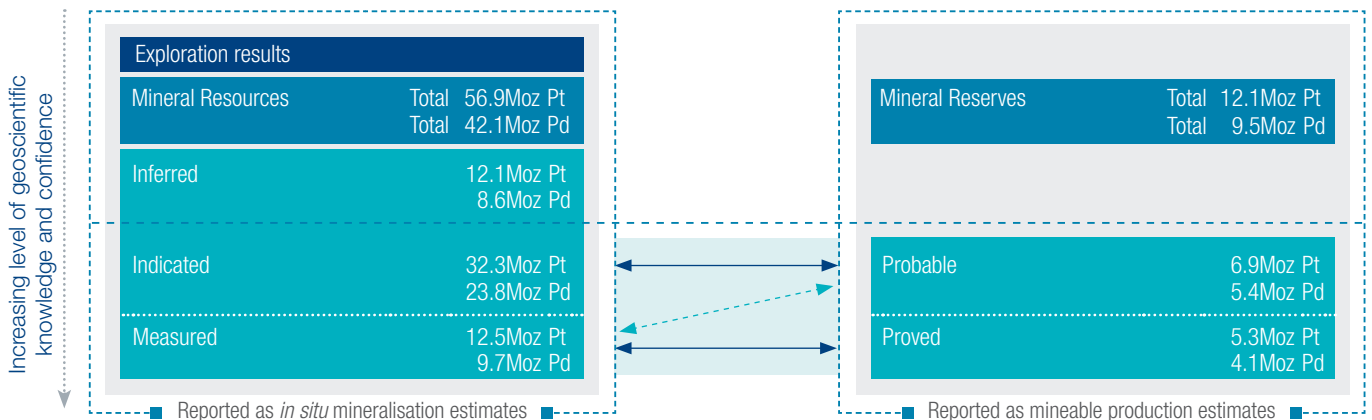 Increasing level of geoscientific
knowledge and confidence
Exploration results
Mineral Resources Total 56.9Moz Pt
Total 42.1Moz Pd
Inferred 12.1Moz Pt
8.6Moz Pd
Indicated 32.3Moz Pt
23.8Moz Pd
Measured 12.5Moz Pt
9.7Moz Pd
Reported as in situ mineralisation estimates
Mineral Reserves Total 12.1Moz Pt
Total 9.5Moz Pd
Probable 6.9Moz Pt
5.4Moz Pd
Proved 5.3Moz Pt
4.1Moz Pd
Reported as mineable production estimates